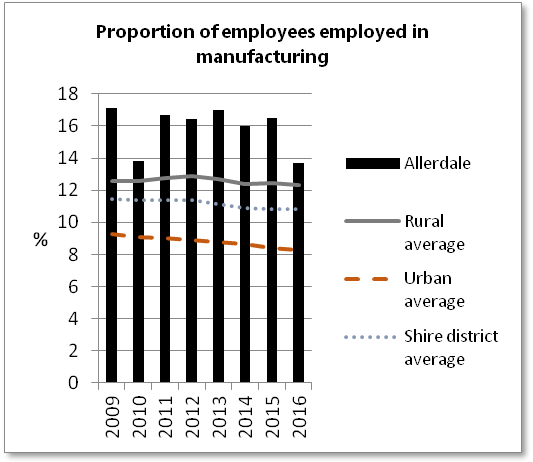 Proportion of employees employed in
manufacturing
18
16
14
12
10
8
6
4
2
0
%
2009
2010
2011
2012
2013
2014
2015
2016
Allerdale
Rural
average
Urban
average
Shire district
average